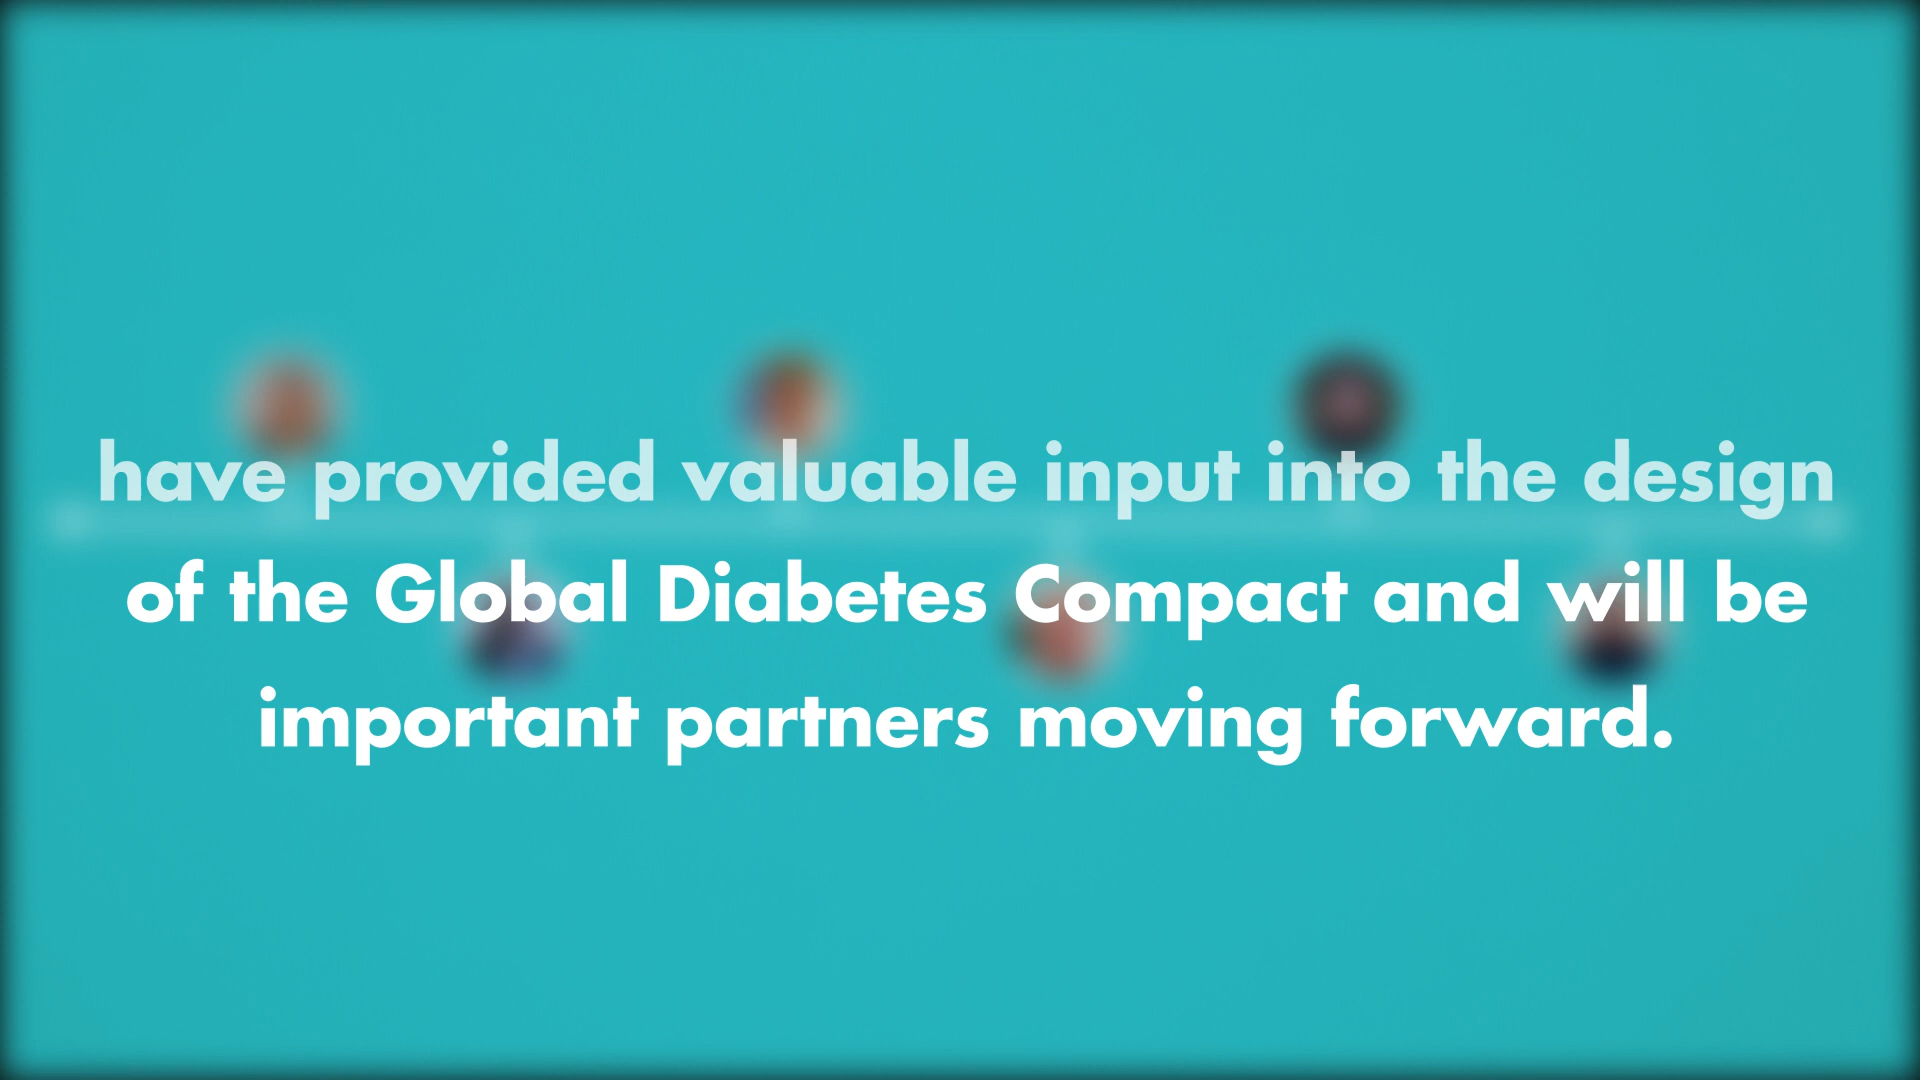 have provided valuable input into the design
of the Global Diabetes Compact and will be
important partners moving forward.